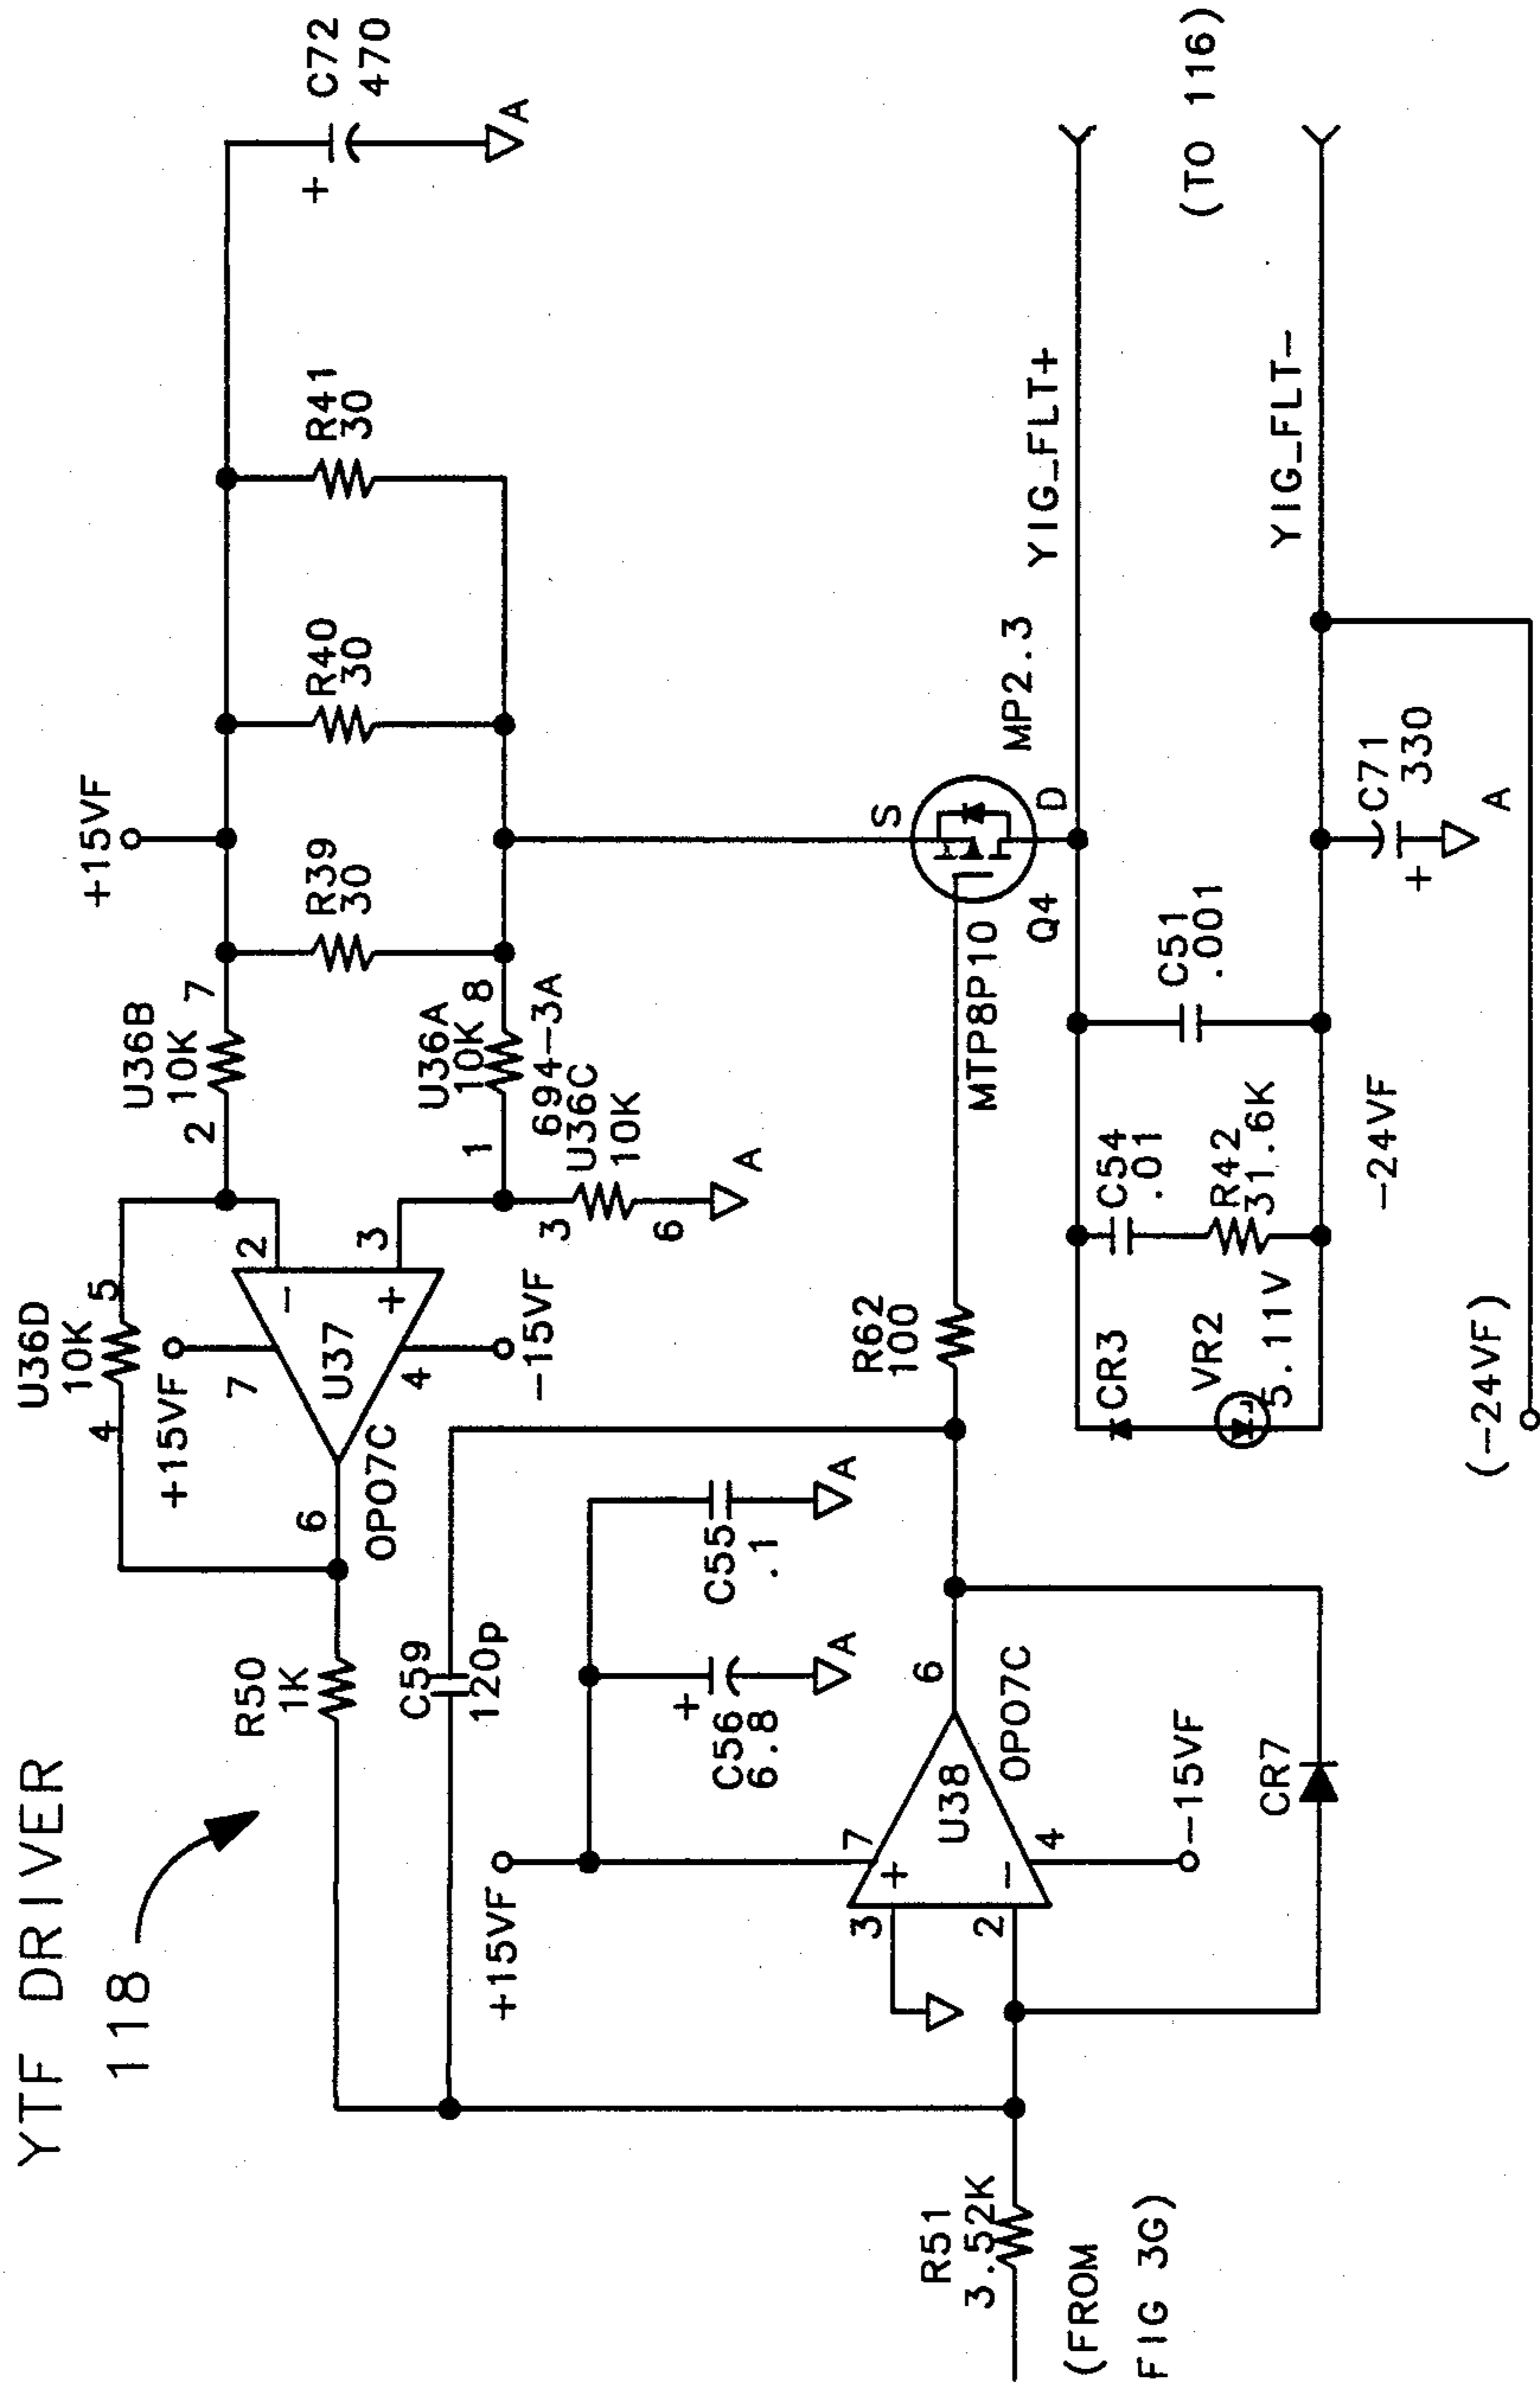 YTF DRIVER
118
R50
1K
U36D
10K
4
5
+15VF
7
2
3
U37
6
OP07C
4
-15VF
U36B
10K
2
7
U36A
10K
1
8
694-3A
U36C
10K
3
6
A
+15VF
R39
30
R40
30
R41
30
+
C72
470
A
C59
120p
+15VF
+
C56
6.8
A
C55
.1
A
3
2
7
+
-
U38
6
OP07C
4
-15VF
CR7
R51
3.52K
(FROM
FIG 3G)
R62
100
MTP8P10
Q4
S
D
MP2.3
YIG_FLT+
CR3
VR2
5.11V
C54
.01
R42
31.6K
C51
.001
-24VF
+
C71
330
A
YIG_FLT-
(TO 116)
(-24VF)
-
+